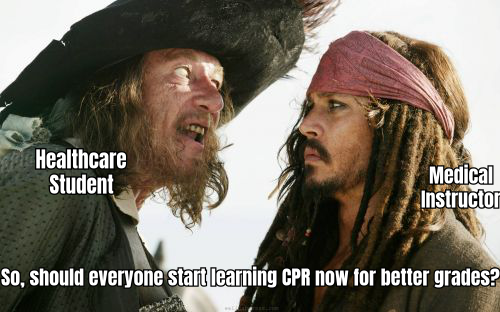 Healthcare
Student
Medical
Instructor
So, should everyone start learning CPR now for better grades?